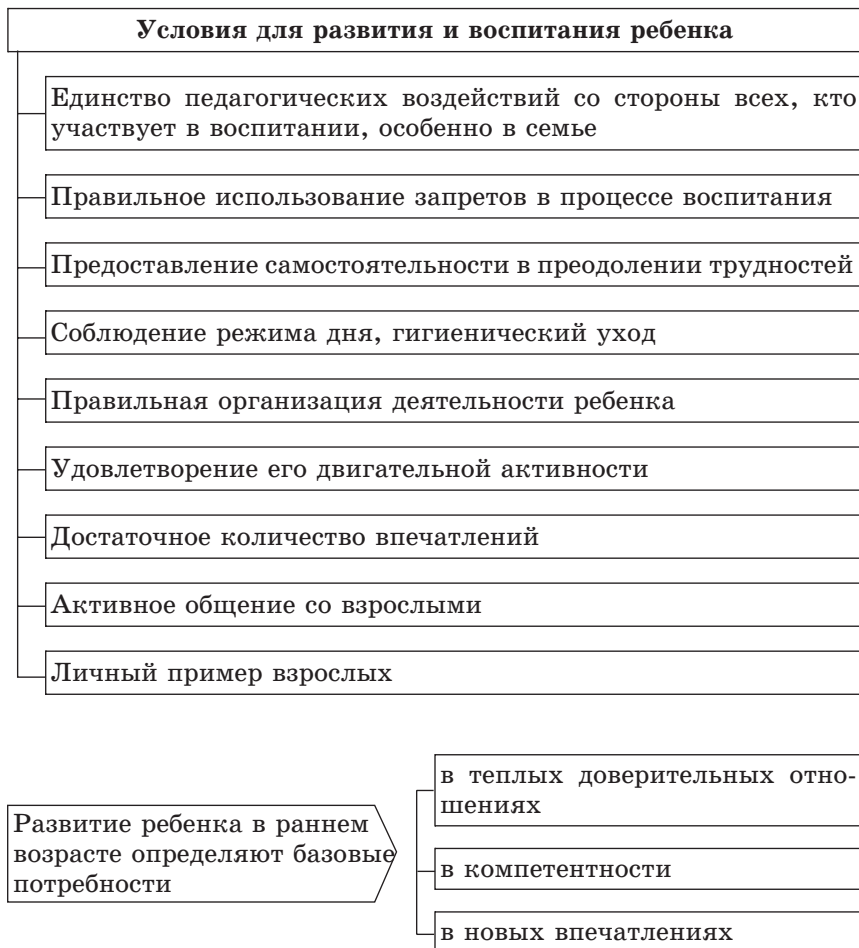 Условия для развития и воспитания ребенка
Единство педагогических воздействий со стороны всех, кто
участвует в воспитании, особенно в семье
Правильное использование запретов в процессе воспитания
Предоставление самостоятельности в преодолении трудностей
Соблюдение режима дня, гигиенический уход
Правильная организация деятельности ребенка
Удовлетворение его двигательной активности
Достаточное количество впечатлений
Активное общение со взрослыми
Личный пример взрослых
Развитие ребенка в раннем
возрасте определяют базовые
потребности
в теплых доверительных отно-
шениях
в компетентности
в новых впечатлениях